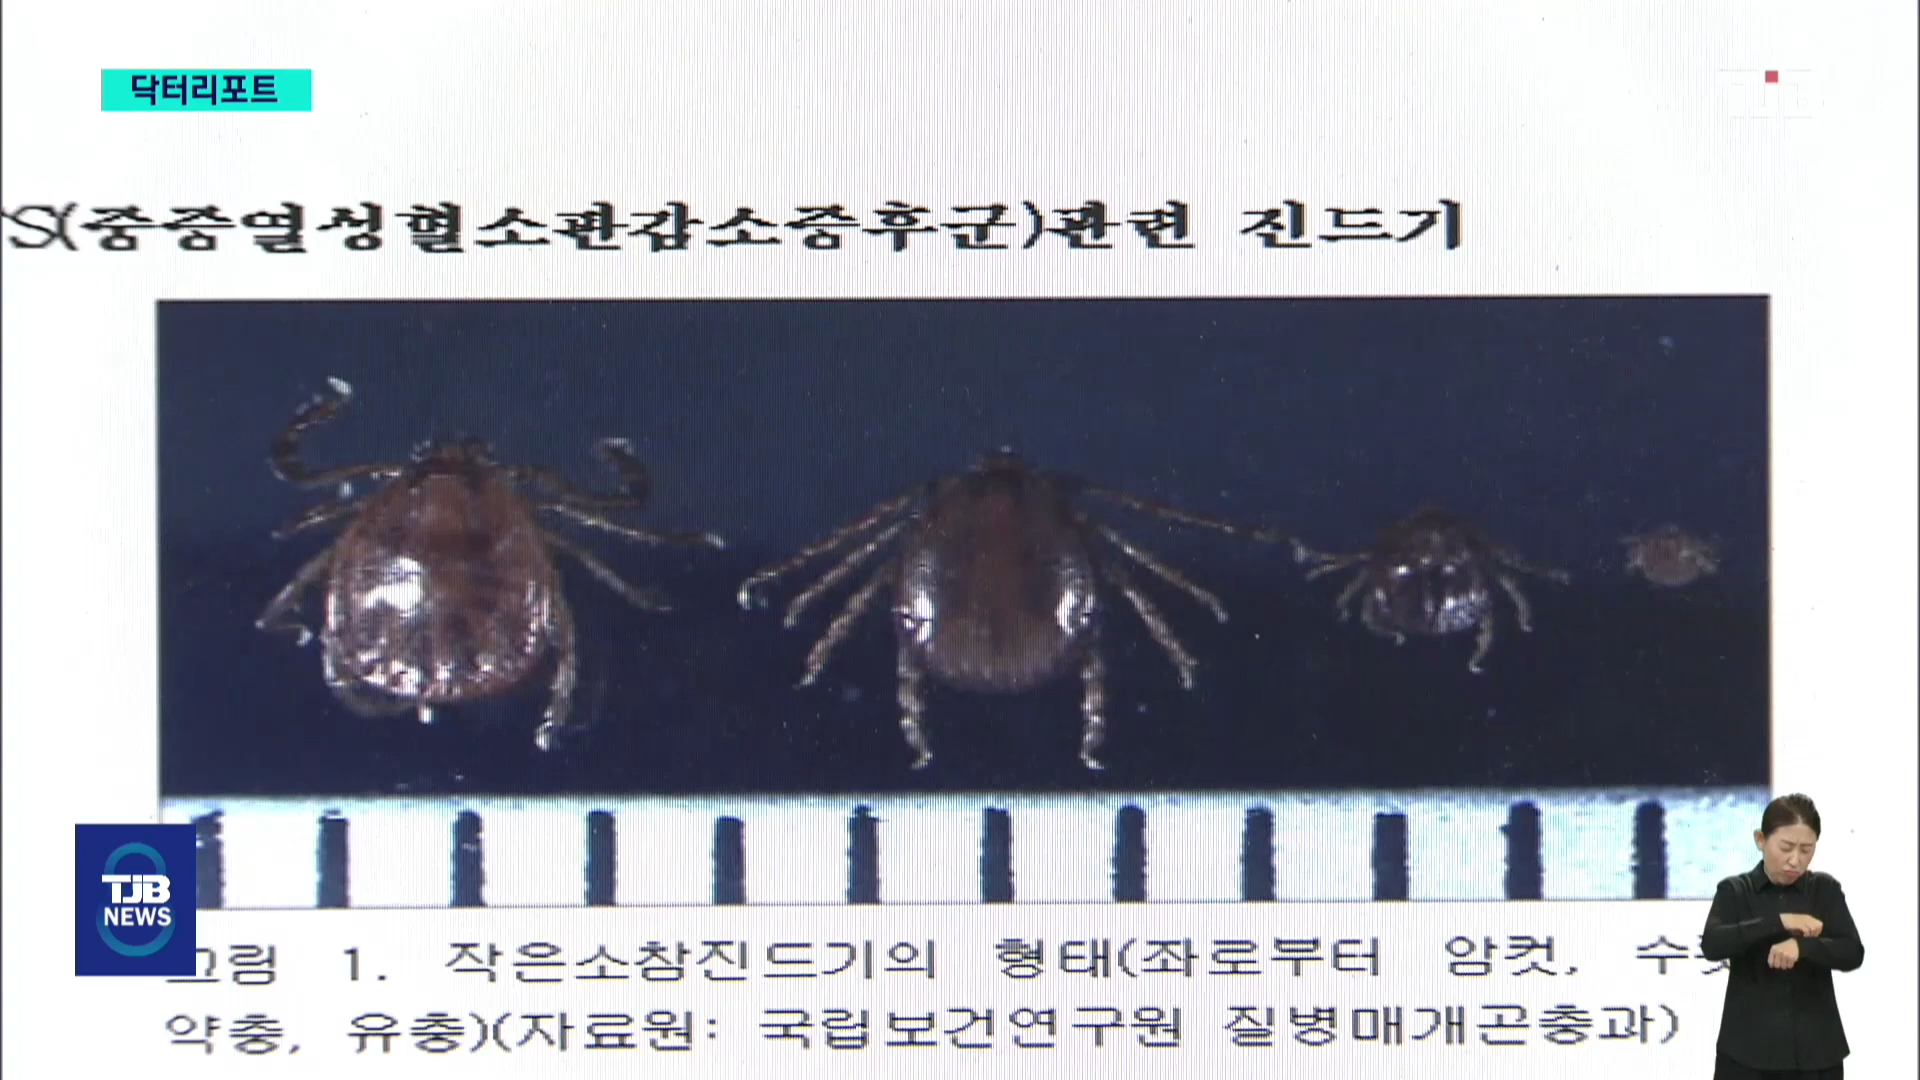 닥터리포트
S(중증열성혈소판감소증후군)관련 진드기
TJB
NEWS
그림 1. 작은소참진드기의 형태(좌로부터 암컷, 수컷
약충, 유충)(자료원: 국립보건연구원 질병매개곤충과)